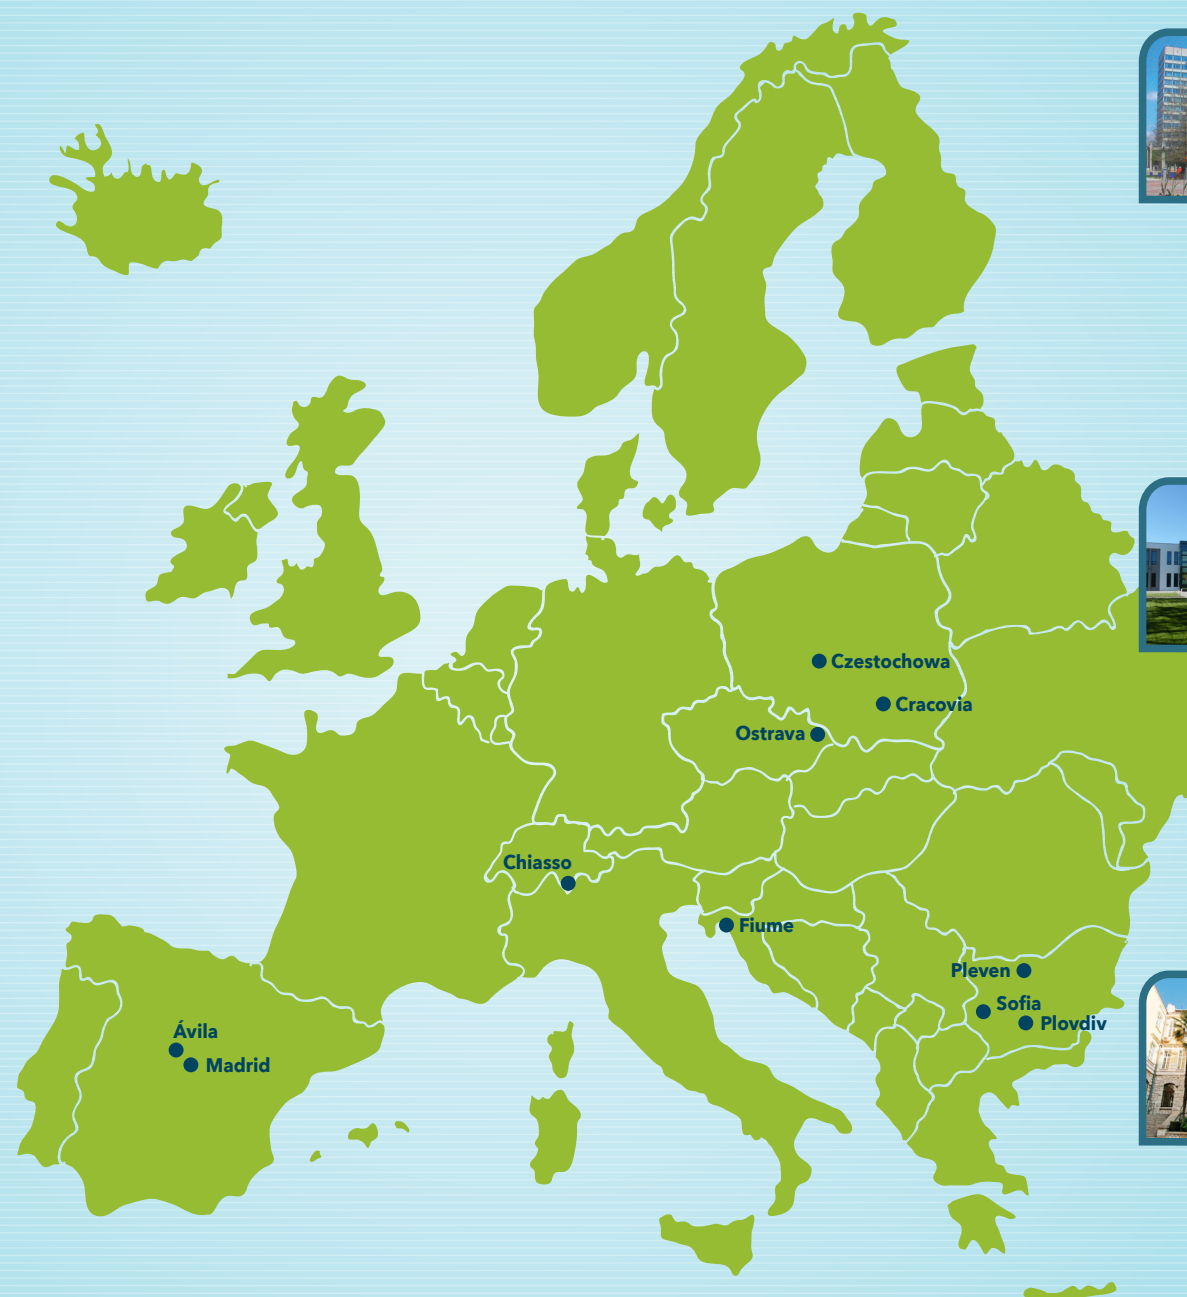 Czestochowa
Cracovia
Ostrava
Chiasso
Fiume
Pleven
Sofia
Plovdiv
Ávila
Madrid